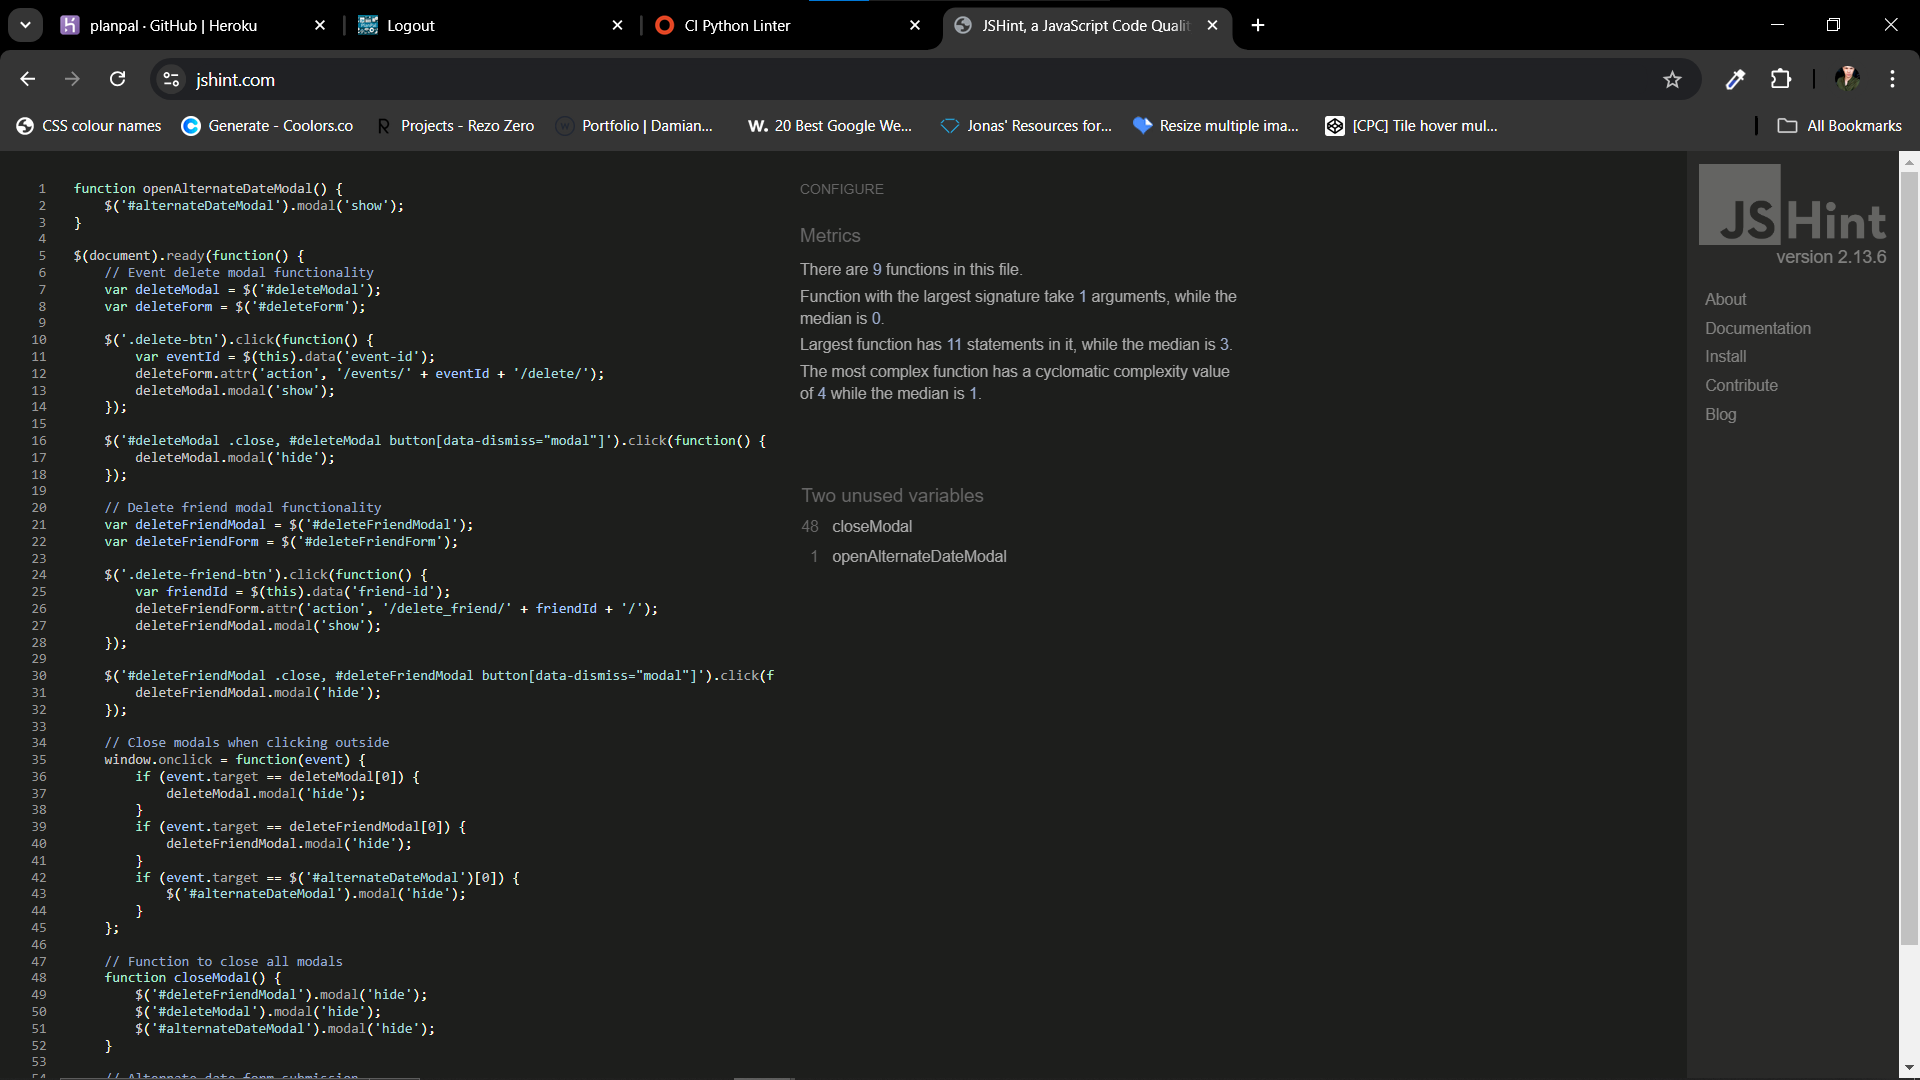 planpal · GitHub | Heroku
Logout
CI Python Linter
JSHint, a JavaScript Code Qualit
jshint.com
CSS colour names
Generate - Coolors.co
Projects - Rezo Zero
Portfolio | Damian...
W. 20 Best Google We...
Jonas' Resources for...
Resize multiple ima...
[CPC] Tile hover mul...
All Bookmarks
1 function openAlternateDateModal() {
2 $('#alternateDateModal').modal('show');
3 }
4
5 $(document).ready(function() {
6 // Event delete modal functionality
7 var deleteModal = $('#deleteModal');
8 var deleteForm = $('#deleteForm');
9
10 $('.delete-btn').click(function() {
11 var eventId = $(this).data('event-id');
12 deleteForm.attr('action', '/events/' + eventId + '/delete/');
13 deleteModal.modal('show');
14 });
15
16 $('#deleteModal .close, #deleteModal button[data-dismiss="modal"]').click(function() {
17 deleteModal.modal('hide');
18 });
19
20 // Delete friend modal functionality
21 var deleteFriendModal = $('#deleteFriendModal');
22 var deleteFriendForm = $('#deleteFriendForm');
23
24 $('.delete-friend-btn').click(function() {
25 var friendId = $(this).data('friend-id');
26 deleteFriendForm.attr('action', '/delete_friend/' + friendId + '/');
27 deleteFriendModal.modal('show');
28 });
29
30 $('#deleteFriendModal .close, #deleteFriendModal button[data-dismiss="modal"]').click(f
31 deleteFriendModal.modal('hide');
32 });
33
34 // Close modals when clicking outside
35 window.onclick = function(event) {
36 if (event.target == deleteModal[0]) {
37 deleteModal.modal('hide');
38 }
39 if (event.target == deleteFriendModal[0]) {
40 deleteFriendModal.modal('hide');
41 }
42 if (event.target == $('#alternateDateModal')[0]) {
43 $('#alternateDateModal').modal('hide');
44 }
45 };
46
47 // Function to close all modals
48 function closeModal() {
49 $('#deleteFriendModal').modal('hide');
50 $('#deleteModal').modal('hide');
51 $('#alternateDateModal').modal('hide');
52 }
53
54 // Alternate date form submission
CONFIGURE
Metrics
There are 9 functions in this file.
Function with the largest signature take 1 arguments, while the
median is 0.
Largest function has 11 statements in it, while the median is 3.
The most complex function has a cyclomatic complexity value
of 4 while the median is 1.
Two unused variables
48 closeModal
1 openAlternateDateModal
JSHint
version 2.13.6
About
Documentation
Install
Contribute
Blog